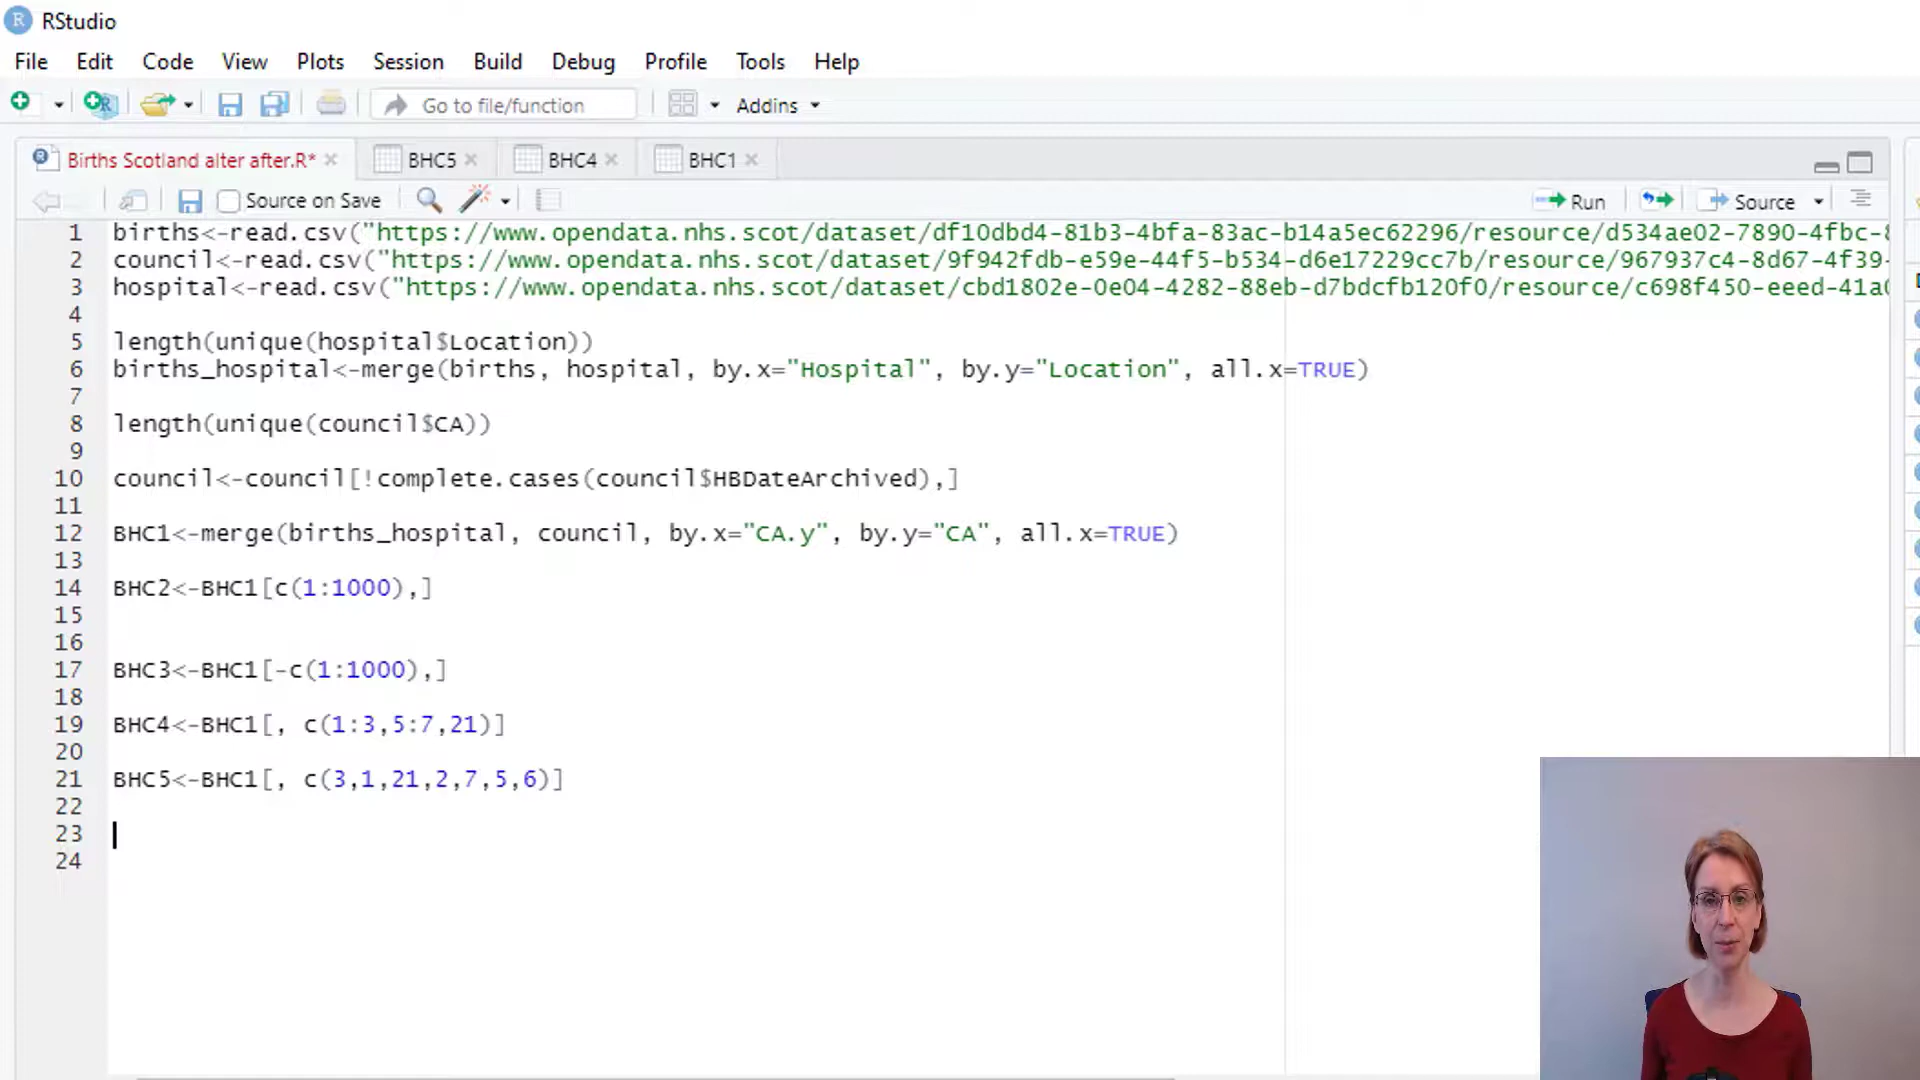 RStudio
File Edit Code View Plots Session Build Debug Profile Tools Help
Go to file/function Addins
Births Scotland alter after.R* BHC5 BHC4 BHC1
Source on Save Run Source
1 births<-read.csv("https://www.opendata.nhs.scot/dataset/df10dbd4-81b3-4bfa-83ac-b14a5ec62296/resource/d534ae02-7890-4fbc-8
2 council<-read.csv("https://www.opendata.nhs.scot/dataset/9f942fdb-e59e-44f5-b534-d6e17229cc7b/resource/967937c4-8d67-4f39-
3 hospital<-read.csv("https://www.opendata.nhs.scot/dataset/cbd1802e-0e04-4282-88eb-d7bdcfb120f0/resource/c698f450-eeed-41a0
4
5 length(unique(hospital$Location))
6 births_hospital<-merge(births, hospital, by.x="Hospital", by.y="Location", all.x=TRUE)
7
8 length(unique(council$CA))
9
10 council<-council[!complete.cases(council$HBDateArchived),]
11
12 BHC1<-merge(births_hospital, council, by.x="CA.y", by.y="CA", all.x=TRUE)
13
14 BHC2<-BHC1[c(1:1000),]
15
16
17 BHC3<-BHC1[-c(1:1000),]
18
19 BHC4<-BHC1[, c(1:3,5:7,21)]
20
21 BHC5<-BHC1[, c(3,1,21,2,7,5,6)]
22
23
24